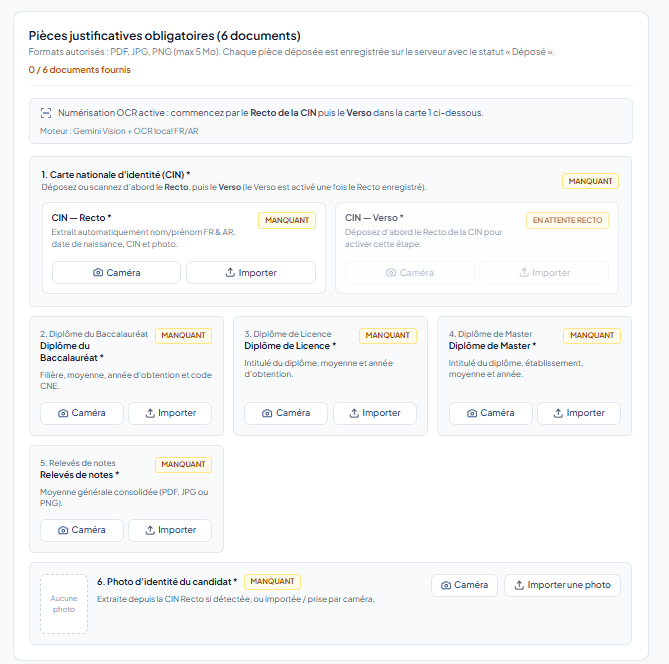 Pièces justificatives obligatoires (6 documents)
Formats autorisés : PDF, JPG, PNG (max 5 Mo). Chaque pièce déposée est enregistrée sur le serveur avec le statut « Déposé ».
0 / 6 documents fournis
Numérisation OCR active : commencez par le Recto de la CIN puis le Verso dans la carte 1 ci-dessous.
Moteur : Gemini Vision + OCR local FR/AR
1. Carte nationale d'identité (CIN) *
MANQUANT
Déposez ou scannez d'abord le Recto, puis le Verso (le Verso est activé une fois le Recto enregistré).
CIN — Recto *
MANQUANT
Extrait automatiquement nom/prénom FR & AR,
date de naissance, CIN et photo.
Caméra
Importer
CIN — Verso *
EN ATTENTE RECTO
Déposez d'abord le Recto de la CIN pour
activer cette étape.
Caméra
Importer
2. Diplôme du Baccalauréat
MANQUANT
Diplôme du
Baccalauréat *
Filière, moyenne, année d'obtention et code
CNE.
Caméra
Importer
3. Diplôme de Licence
MANQUANT
Diplôme de Licence *
Intitulé du diplôme, moyenne et année
d'obtention.
Caméra
Importer
4. Diplôme de Master
MANQUANT
Diplôme de Master *
Intitulé du diplôme, établissement,
moyenne et année.
Caméra
Importer
5. Relevés de notes
MANQUANT
Relevés de notes *
Moyenne générale consolidée (PDF, JPG ou
PNG).
Caméra
Importer
Aucune
photo
6. Photo d'identité du candidat *
MANQUANT
Extraite depuis la CIN Recto si détectée, ou importée / prise par caméra.
Caméra
Importer une photo